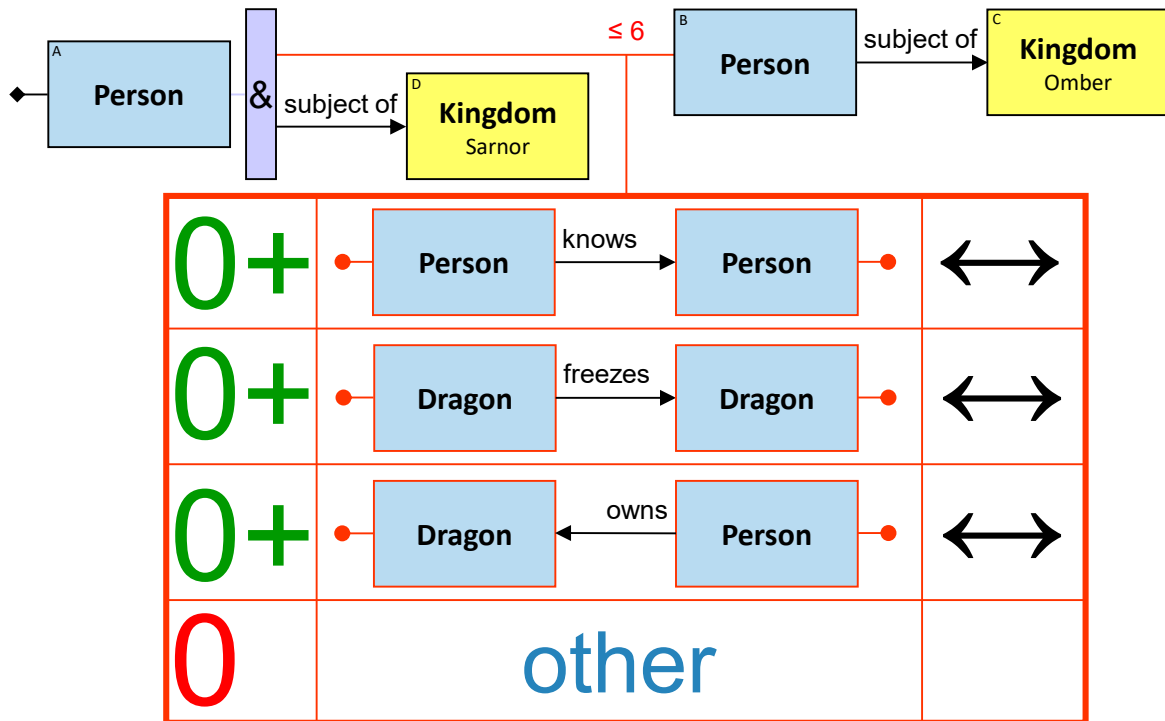 A
Person
&
≤ 6
subject of
D
Kingdom
Sarnor
B
Person
subject of
C
Kingdom
Omber
0+
Person
knows
Person
0+
Dragon
freezes
Dragon
0+
Dragon
owns
Person
0
other